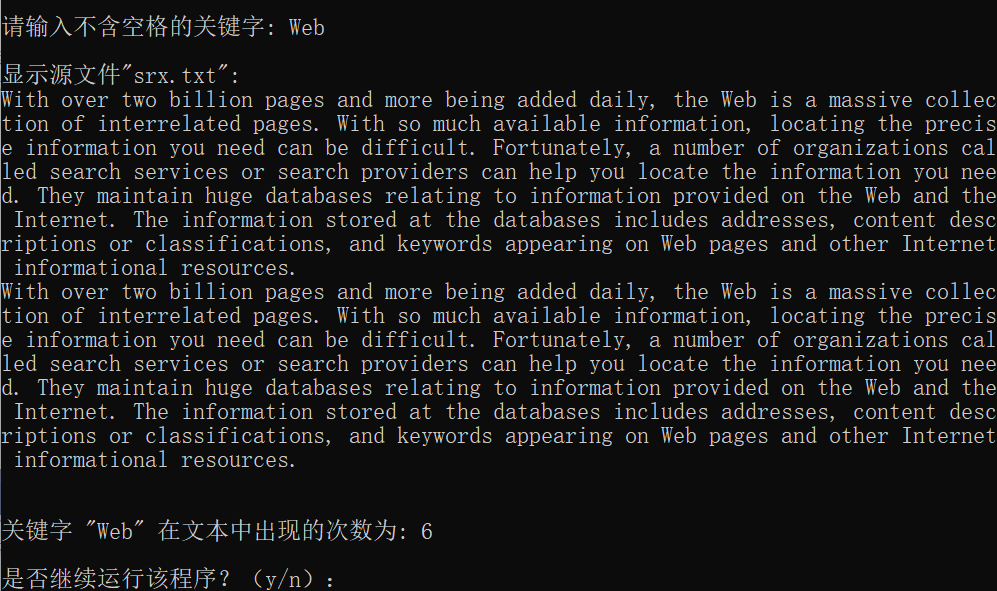 请输入不含空格的关键字: Web
显示源文件"srx.txt":
With over two billion pages and more being added daily, the Web is a massive collec
tion of interrelated pages. With so much available information, locating the precis
e information you need can be difficult. Fortunately, a number of organizations cal
led search services or search providers can help you locate the information you nee
d. They maintain huge databases relating to information provided on the Web and the
 Internet. The information stored at the databases includes addresses, content desc
riptions or classifications, and keywords appearing on Web pages and other Internet
 informational resources.
With over two billion pages and more being added daily, the Web is a massive collec
tion of interrelated pages. With so much available information, locating the precis
e information you need can be difficult. Fortunately, a number of organizations cal
led search services or search providers can help you locate the information you nee
d. They maintain huge databases relating to information provided on the Web and the
 Internet. The information stored at the databases includes addresses, content desc
riptions or classifications, and keywords appearing on Web pages and other Internet
 informational resources.
关键字 "Web" 在文本中出现的次数为: 6
是否继续运行该程序？（y/n）: